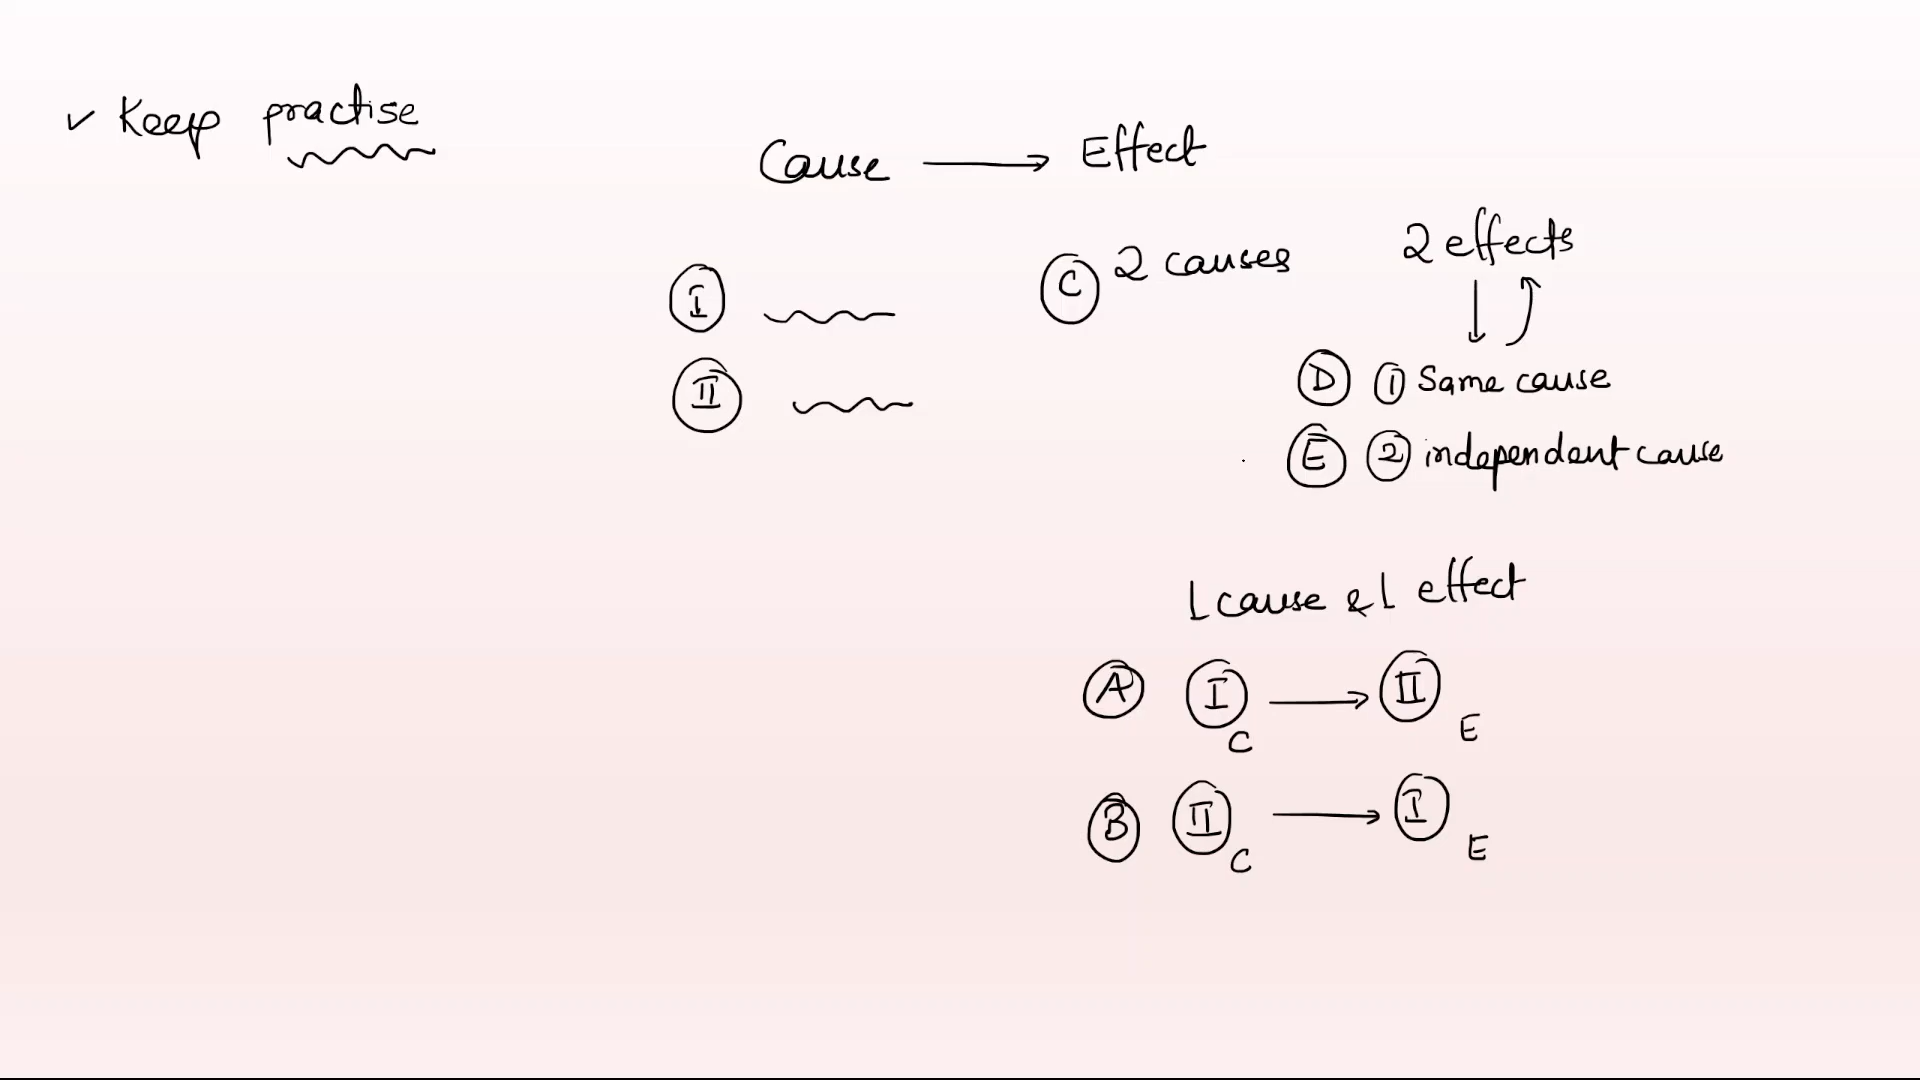 ✓ Keep practise
Cause → Effect
I
II
C 2 causes
2 effects
D 1 Same cause
E 2 independent cause
1 cause & 1 effect
A I → II
C E
B II → I
C E